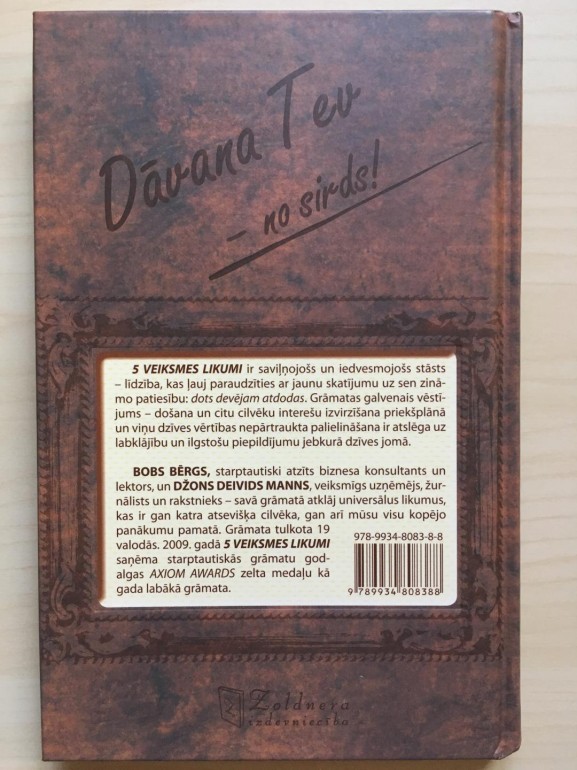 Dāvana Tev
– no sirds!
5 VEIKSMES LIKUMI ir saviļņojošs un iedvesmojošs stāsts
– līdzība, kas ļauj paraudzīties ar jaunu skatījumu uz sen zinā-
mo patiesību: dots devējam atdodas. Grāmatas galvenais vēstī-
jums – došana un citu cilvēku interešu izvirzīšana priekšplānā
un viņu dzīves vērtības nepārtraukta palielināšana ir atslēga uz
labklājību un ilgstošu piepildījumu jebkurā dzīves jomā.
BOBS BĒRGS, starptautiski atzīts biznesa konsultants un
lektors, un DŽONS DEIVIDS MANNS, veiksmīgs uzņēmējs, žur-
nālists un rakstnieks – savā grāmatā atklāj universālus likumus,
kas ir gan katra atsevišķa cilvēka, gan arī mūsu visu kopējo
panākumu pamatā. Grāmata tulkota 19
valodās. 2009. gadā 5 VEIKSMES LIKUMI
saņēma starptautiskās grāmatu god-
algas AXIOM AWARDS zelta medaļu kā
gada labākā grāmata.
978-9934-8083-8-8
9 789934 808388
Zoldnera
izdevniecība